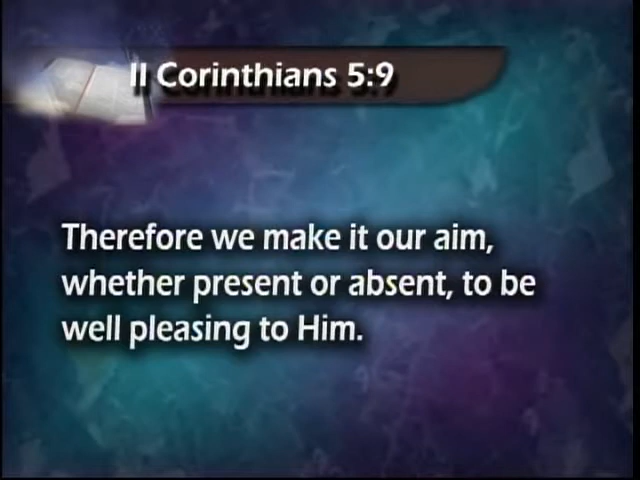 II Corinthians 5:9
Therefore we make it our aim,
whether present or absent, to be
well pleasing to Him.